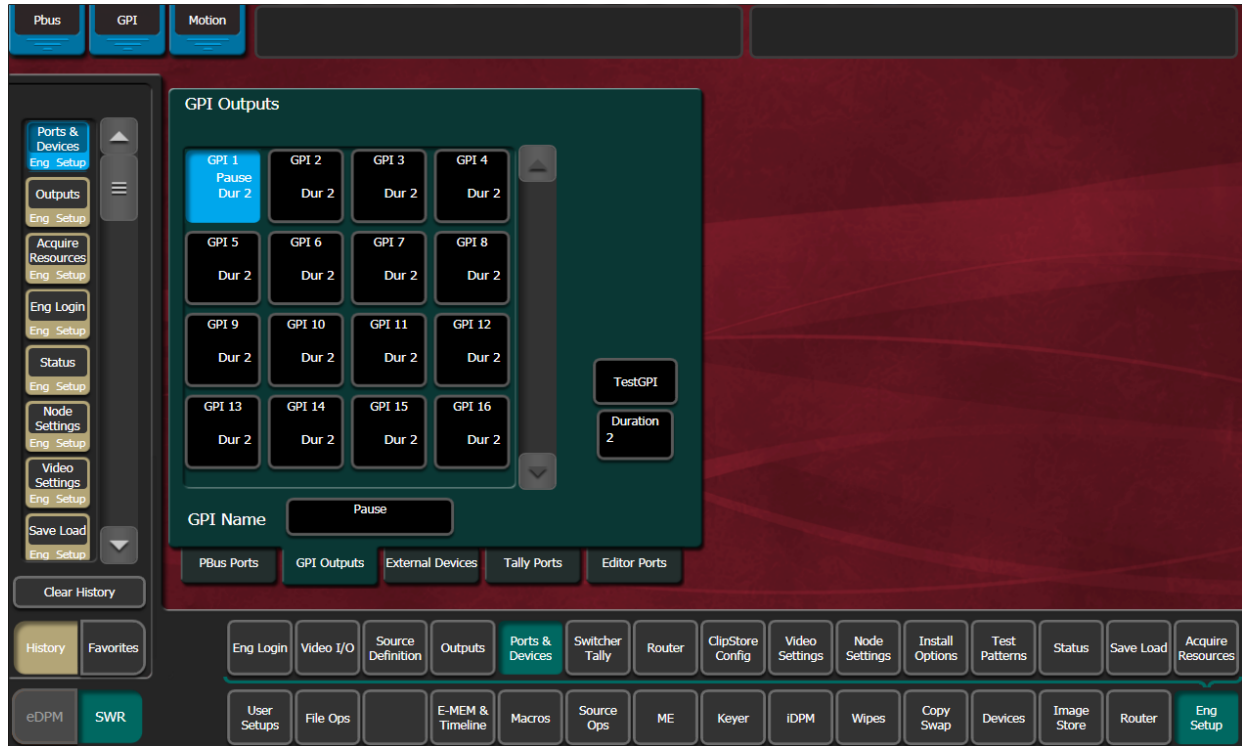 Pbus
GPI
Motion
Ports &
Devices
Eng Setup
Outputs
Eng Setup
Acquire
Resources
Eng Setup
Eng Login
Eng Setup
Status
Eng Setup
Node
Settings
Eng Setup
Video
Settings
Eng Setup
Save Load
Eng Setup
Clear History
History
Favorites
eDPM
SWR
GPI Outputs
GPI 1
Pause
Dur 2
GPI 2
Dur 2
GPI 3
Dur 2
GPI 4
Dur 2
GPI 5
Dur 2
GPI 6
Dur 2
GPI 7
Dur 2
GPI 8
Dur 2
GPI 9
Dur 2
GPI 10
Dur 2
GPI 11
Dur 2
GPI 12
Dur 2
GPI 13
Dur 2
GPI 14
Dur 2
GPI 15
Dur 2
GPI 16
Dur 2
TestGPI
Duration
2
GPI Name
Pause
PBus Ports
GPI Outputs
External Devices
Tally Ports
Editor Ports
Eng Login
Video I/O
Source
Definition
Outputs
Ports &
Devices
Switcher
Tally
Router
ClipStore
Config
Video
Settings
Node
Settings
Install
Options
Test
Patterns
Status
Save Load
Acquire
Resources
User
Setups
File Ops
E-MEM &
Timeline
Macros
Source
Ops
ME
Keyer
iDPM
Wipes
Copy
Swap
Devices
Image
Store
Router
Eng
Setup